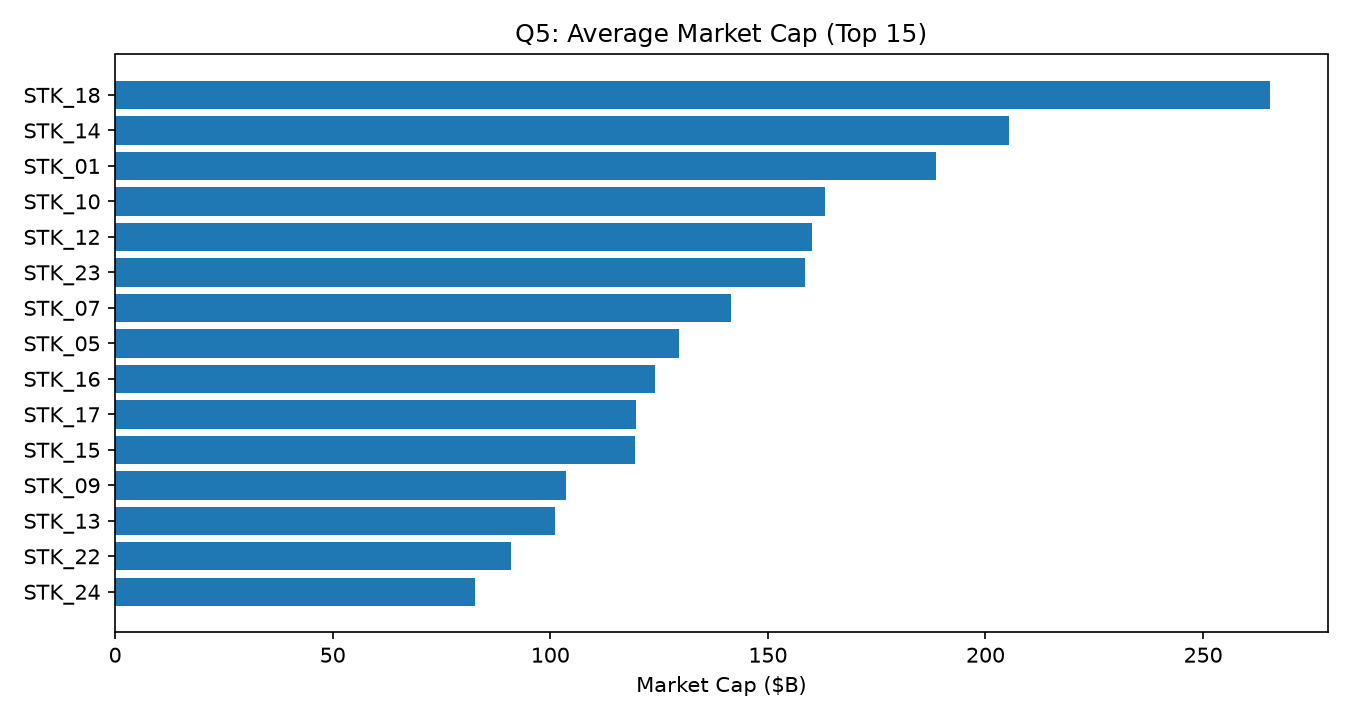 Q5: Average Market Cap (Top 15)
STK_18
STK_14
STK_01
STK_10
STK_12
STK_23
STK_07
STK_05
STK_16
STK_17
STK_15
STK_09
STK_13
STK_22
STK_24
0 50 100 150 200 250
Market Cap ($B)